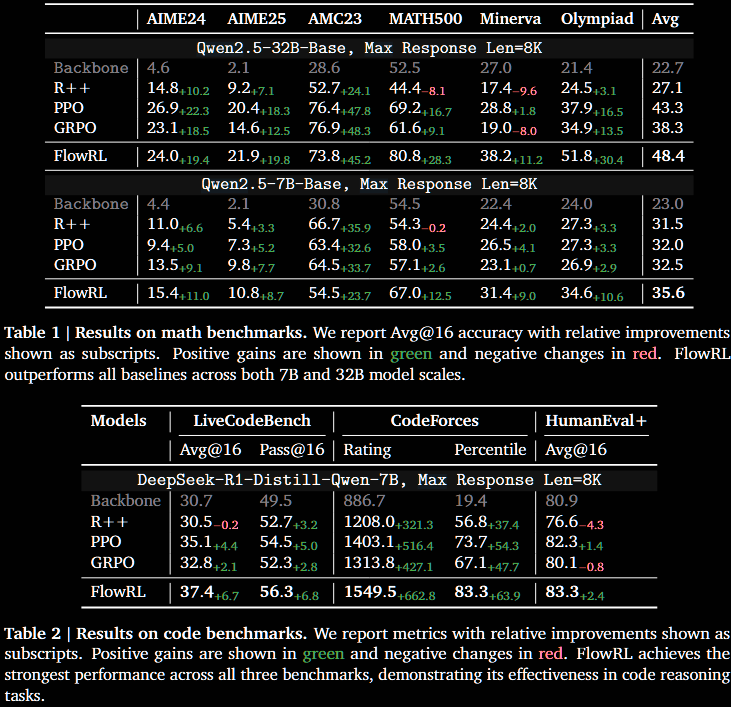 AIME24 AIME25 AMC23 MATH500 Minerva Olympiad Avg
Qwen2.5-32B-Base, Max Response Len=8K
Backbone 4.6 2.1 28.6 52.5 27.0 21.4 22.7
R++ 14.8+10.2 9.2+7.1 52.7+24.1 44.4−8.1 17.4−9.6 24.5+3.1 27.1
PPO 26.9+22.3 20.4+18.3 76.4+47.8 69.2+16.7 28.8+1.8 37.9+16.5 43.3
GRPO 23.1+18.5 14.6+12.5 76.9+48.3 61.6+9.1 19.0−8.0 34.9+13.5 38.3
FlowRL 24.0+19.4 21.9+19.8 73.8+45.2 80.8+28.3 38.2+11.2 51.8+30.4 48.4
Qwen2.5-7B-Base, Max Response Len=8K
Backbone 4.4 2.1 30.8 54.5 22.4 24.0 23.0
R++ 11.0+6.6 5.4+3.3 66.7+35.9 54.3−0.2 24.4+2.0 27.3+3.3 31.5
PPO 9.4+5.0 7.3+5.2 63.4+32.6 58.0+3.5 26.5+4.1 27.3+3.3 32.0
GRPO 13.5+9.1 9.8+7.7 64.5+33.7 57.1+2.6 23.1+0.7 26.9+2.9 32.5
FlowRL 15.4+11.0 10.8+8.7 54.5+23.7 67.0+12.5 31.4+9.0 34.6+10.6 35.6
Table 1 | Results on math benchmarks. We report Avg@16 accuracy with relative improvements
shown as subscripts. Positive gains are shown in green and negative changes in red. FlowRL
outperforms all baselines across both 7B and 32B model scales.
Models LiveCodeBench CodeForces HumanEval+
Avg@16 Pass@16 Rating Percentile Avg@16
DeepSeek-R1-Distill-Qwen-7B, Max Response Len=8K
Backbone 30.7 49.5 886.7 19.4 80.9
R++ 30.5−0.2 52.7+3.2 1208.0+321.3 56.8+37.4 76.6−4.3
PPO 35.1+4.4 54.5+5.0 1403.1+516.4 73.7+54.3 82.3+1.4
GRPO 32.8+2.1 52.3+2.8 1313.8+427.1 67.1+47.7 80.1−0.8
FlowRL 37.4+6.7 56.3+6.8 1549.5+662.8 83.3+63.9 83.3+2.4
Table 2 | Results on code benchmarks. We report metrics with relative improvements shown as
subscripts. Positive gains are shown in green and negative changes in red. FlowRL achieves the
strongest performance across all three benchmarks, demonstrating its effectiveness in code reasoning
tasks.